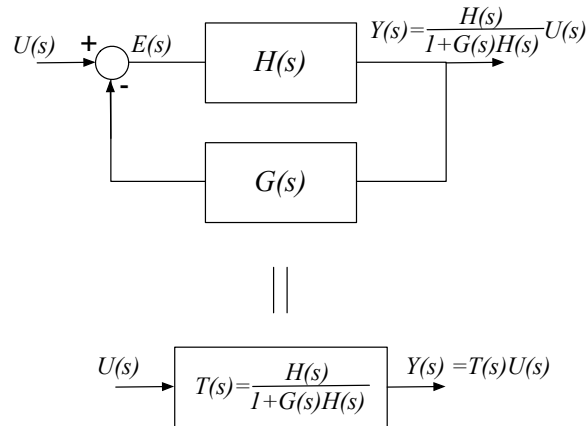 U(s) + E(s) H(s) Y(s)=H(s)/1+G(s)H(s) U(s)
-
G(s)
U(s) T(s)=H(s)/1+G(s)H(s) Y(s) =T(s)U(s)